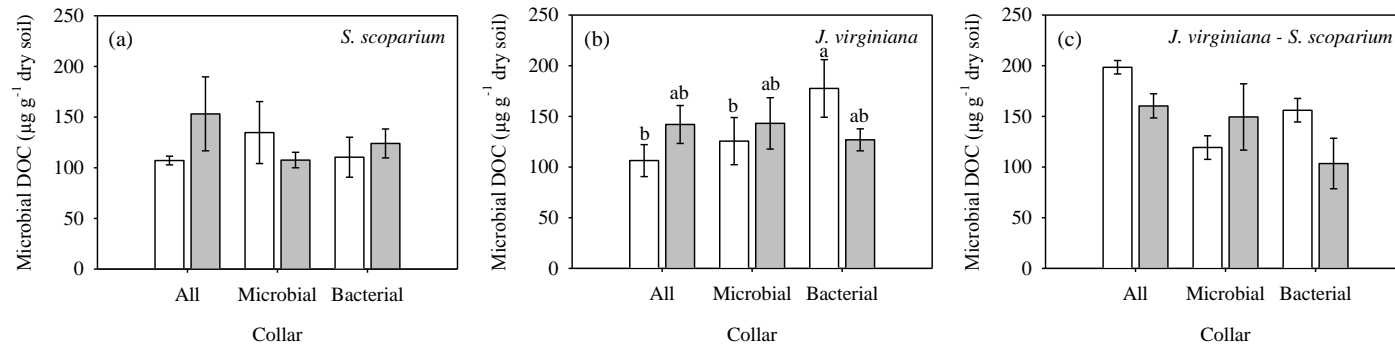 (a) S. scoparium
Microbial DOC (µg g⁻¹ dry soil)
250
200
150
100
50
0
All Microbial Bacterial
Collar
(b) J. virginiana
Microbial DOC (µg g⁻¹ dry soil)
250
200
150
100
50
0
b ab b ab a ab
All Microbial Bacterial
Collar
(c) J. virginiana - S. scoparium
Microbial DOC (µg g⁻¹ dry soil)
250
200
150
100
50
0
All Microbial Bacterial
Collar